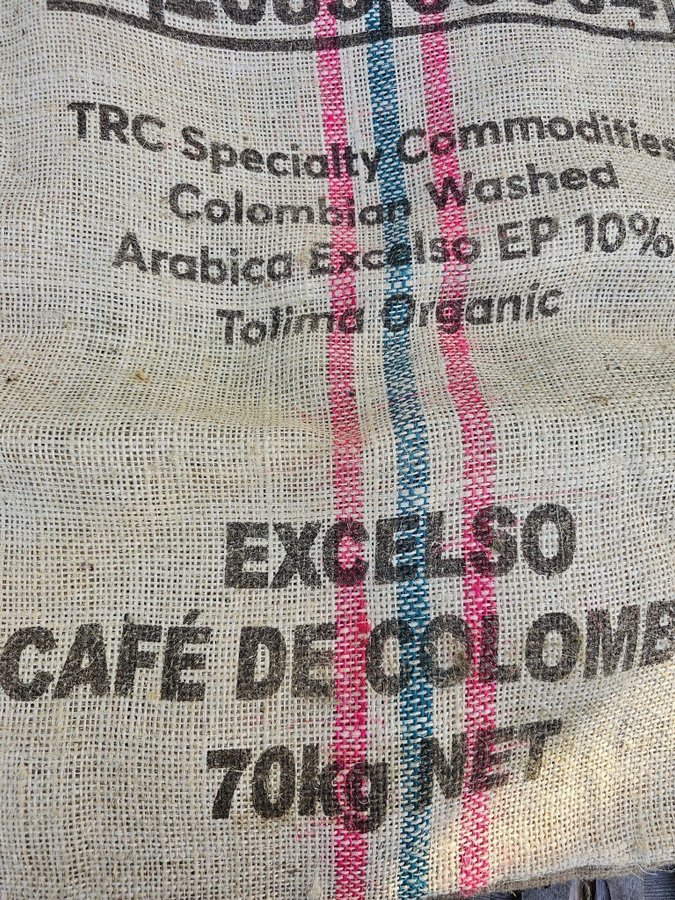 TRC Specialty Commodities
Colombian Washed
Arabica Excelso EP 10%
Tolima Organic
EXCELSO
CAFÉ DE COLOMB
70kg NET